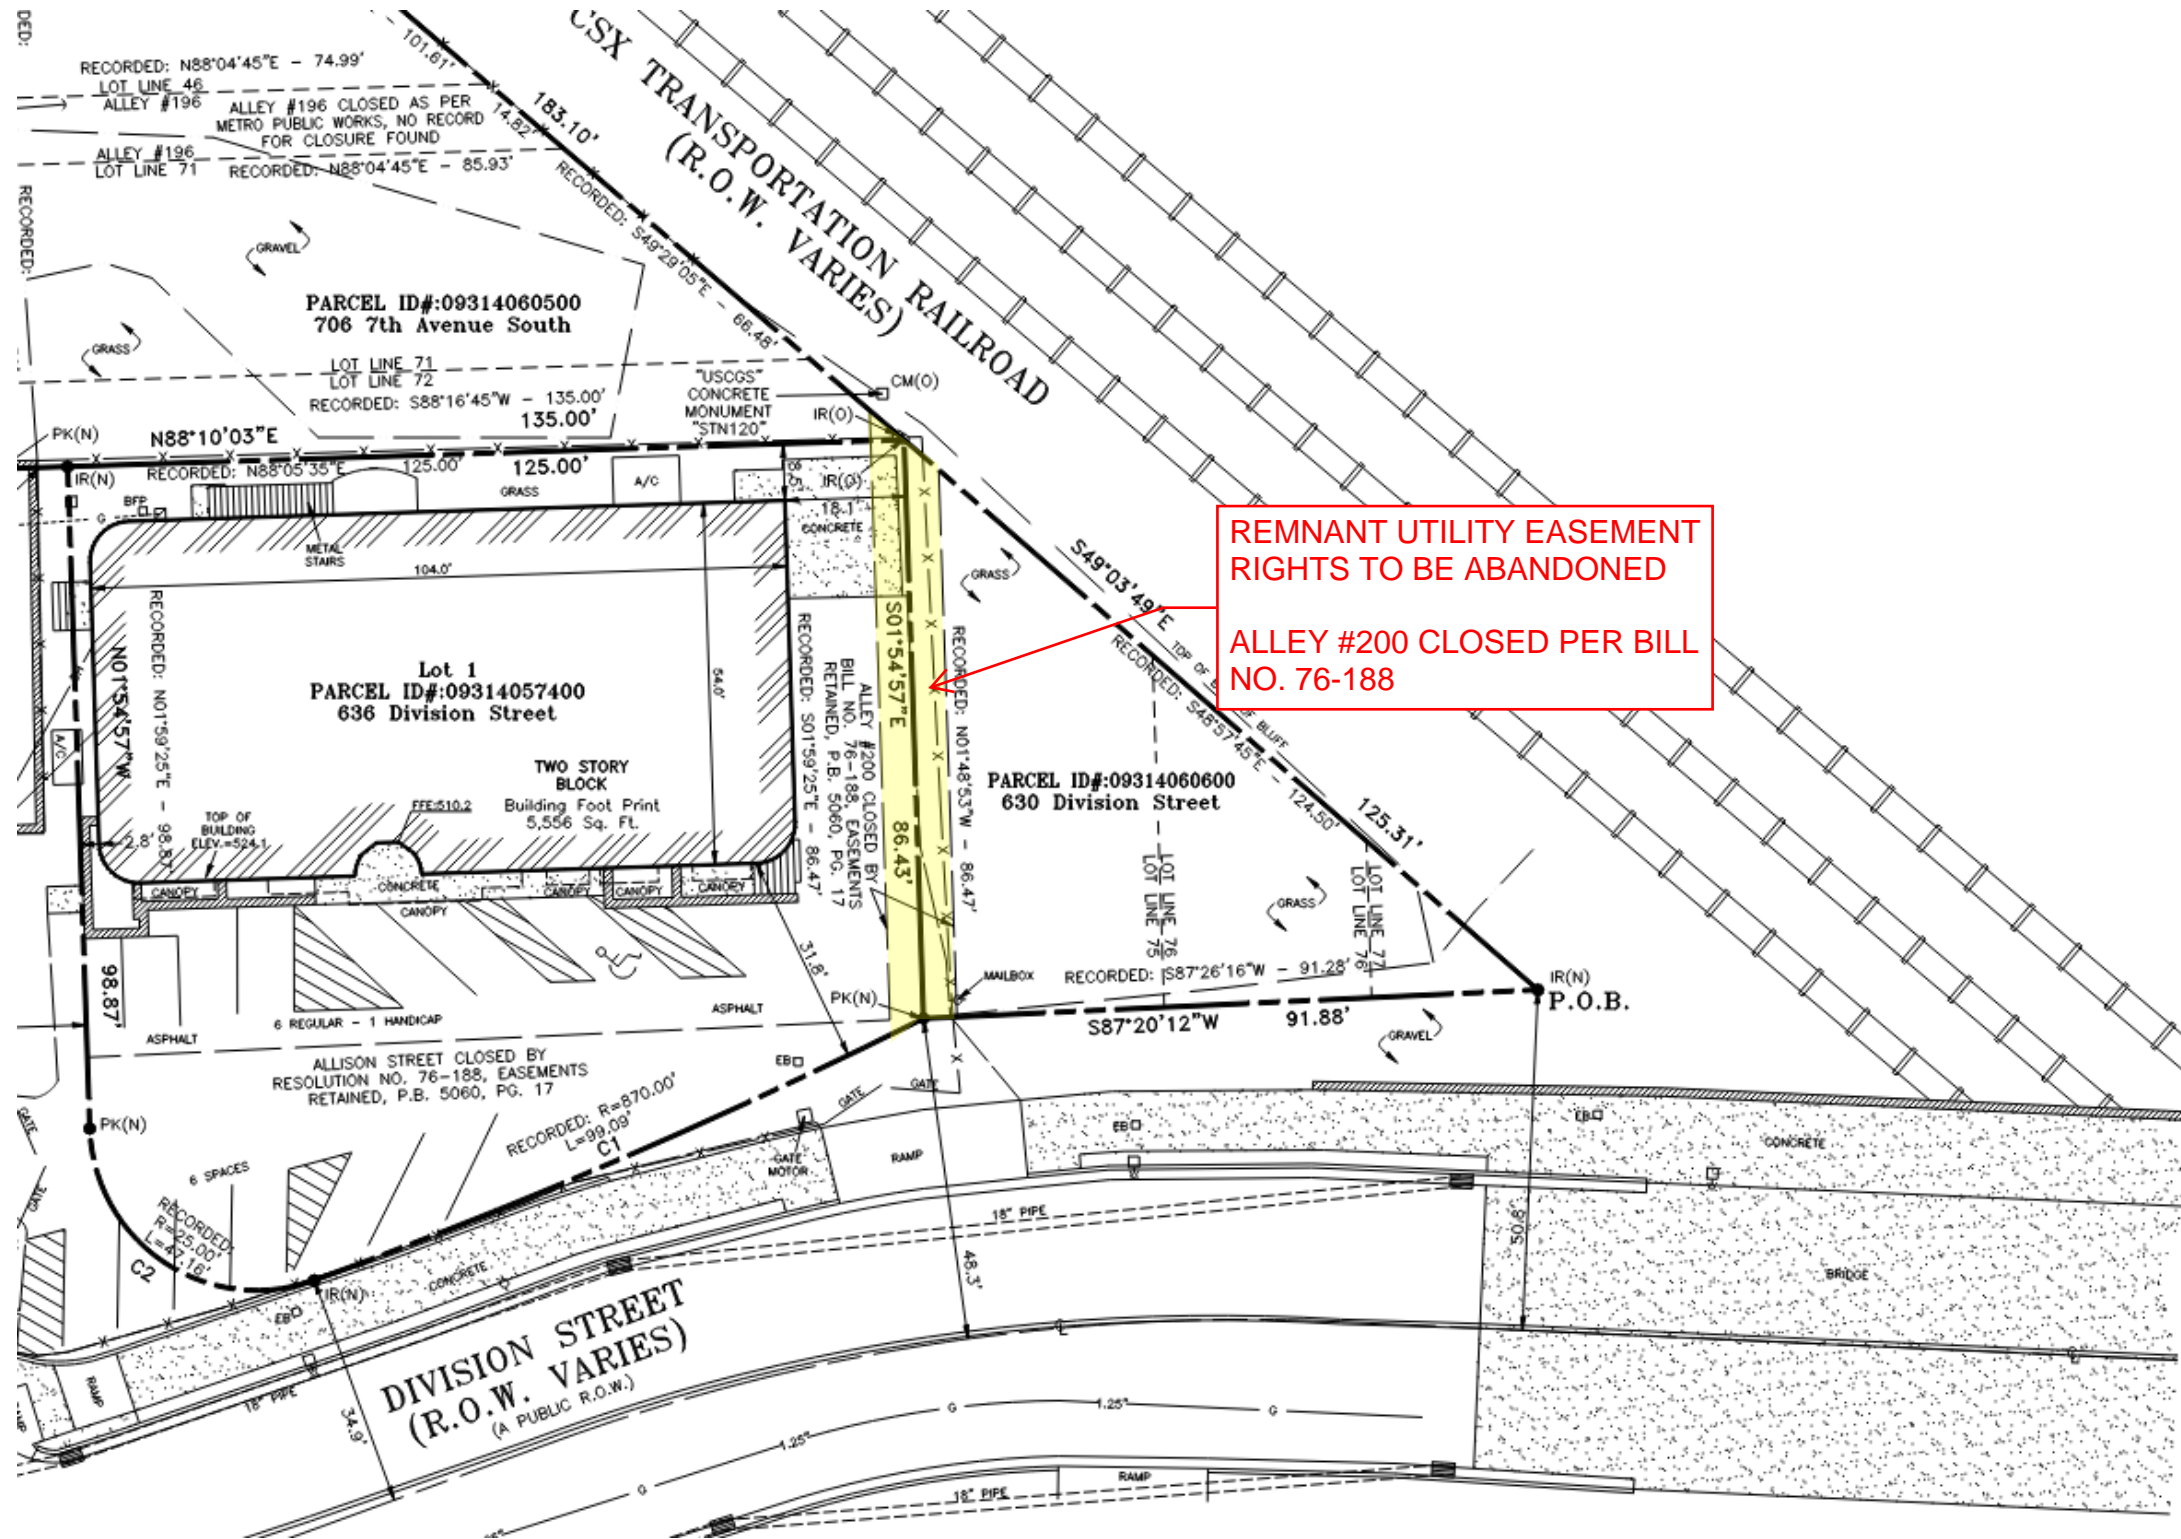 DED:
RECORDED: N88°04'45"E - 74.99'
LOT LINE 46
ALLEY #196
ALLEY #196 CLOSED AS PER
METRO PUBLIC WORKS, NO RECORD
FOR CLOSURE FOUND
ALLEY #196
LOT LINE 71
RECORDED: N88°04'45"E - 85.93'
RECORDED:
101.61'
14.82'
183.10'
RECORDED: S49°29'05"E - 66.48'
CSX TRANSPORTATION RAILROAD
(R.O.W. VARIES)
GRAVEL
GRASS
PARCEL ID#:09314060500
706 7th Avenue South
LOT LINE 71
LOT LINE 72
RECORDED: S88°16'45"W - 135.00'
135.00'
"USCGS"
CONCRETE
MONUMENT
"STN120"
CM(O)
IR(O)
PK(N)
N88°10'03"E
RECORDED: N88°05'35"E
125.00'
125.00'
IR(N)
BFP
G
GRASS
A/C
IR(O)
18.1'
CONCRETE
METAL
STAIRS
104.0'
54.0'
RECORDED: N01°59'25"E - 98.87'
N01°54'57"W
A/C
Lot 1
PARCEL ID#:09314057400
636 Division Street
TWO STORY
BLOCK
Building Foot Print
5,556 Sq. Ft.
FFE:510.2
TOP OF
BUILDING
ELEV.=524.1
2.8'
CANOPY
CONCRETE
CANOPY
CANOPY
CANOPY
CANOPY
RECORDED: S01°59'25"E - 86.47'
ALLEY #200 CLOSED BY
BILL NO. 76-188, EASEMENTS
RETAINED, P.B. 5060, PG. 17
S01°54'57"E
86.43'
RECORDED: N01°48'53"W - 86.47'
GRASS
S49°03'49"E
RECORDED: S48°57'45"E - 124.50'
125.31'
TOP OF
OF BLUFF
REMNANT UTILITY EASEMENT
RIGHTS TO BE ABANDONED
ALLEY #200 CLOSED PER BILL
NO. 76-188
PARCEL ID#:09314060600
630 Division Street
LOT LINE 76
LOT LINE 75
LOT LINE 77
LOT LINE 76
GRASS
RECORDED: S87°26'16"W - 91.28'
MAILBOX
PK(N)
IR(N)
P.O.B.
S87°20'12"W
91.88'
GRAVEL
98.87'
31.8'
6 REGULAR - 1 HANDICAP
ASPHALT
ASPHALT
ALLISON STREET CLOSED BY
RESOLUTION NO. 76-188, EASEMENTS
RETAINED, P.B. 5060, PG. 17
EB
GATE
GATE
RECORDED: R=870.00'
L=99.09'
C1
GATE
MOTOR
RAMP
EB
EB
CONCRETE
GATE
PK(N)
GATE
6 SPACES
RECORDED:
R=25.00'
L=47.16'
C2
EB
IR(N)
CONCRETE
18" PIPE
48.3'
50.8'
BRIDGE
DIVISION STREET
(R.O.W. VARIES)
(A PUBLIC R.O.W.)
RAMP
18" PIPE
34.9'
G
1.25"
G
1.25"
G
RAMP
18" PIPE